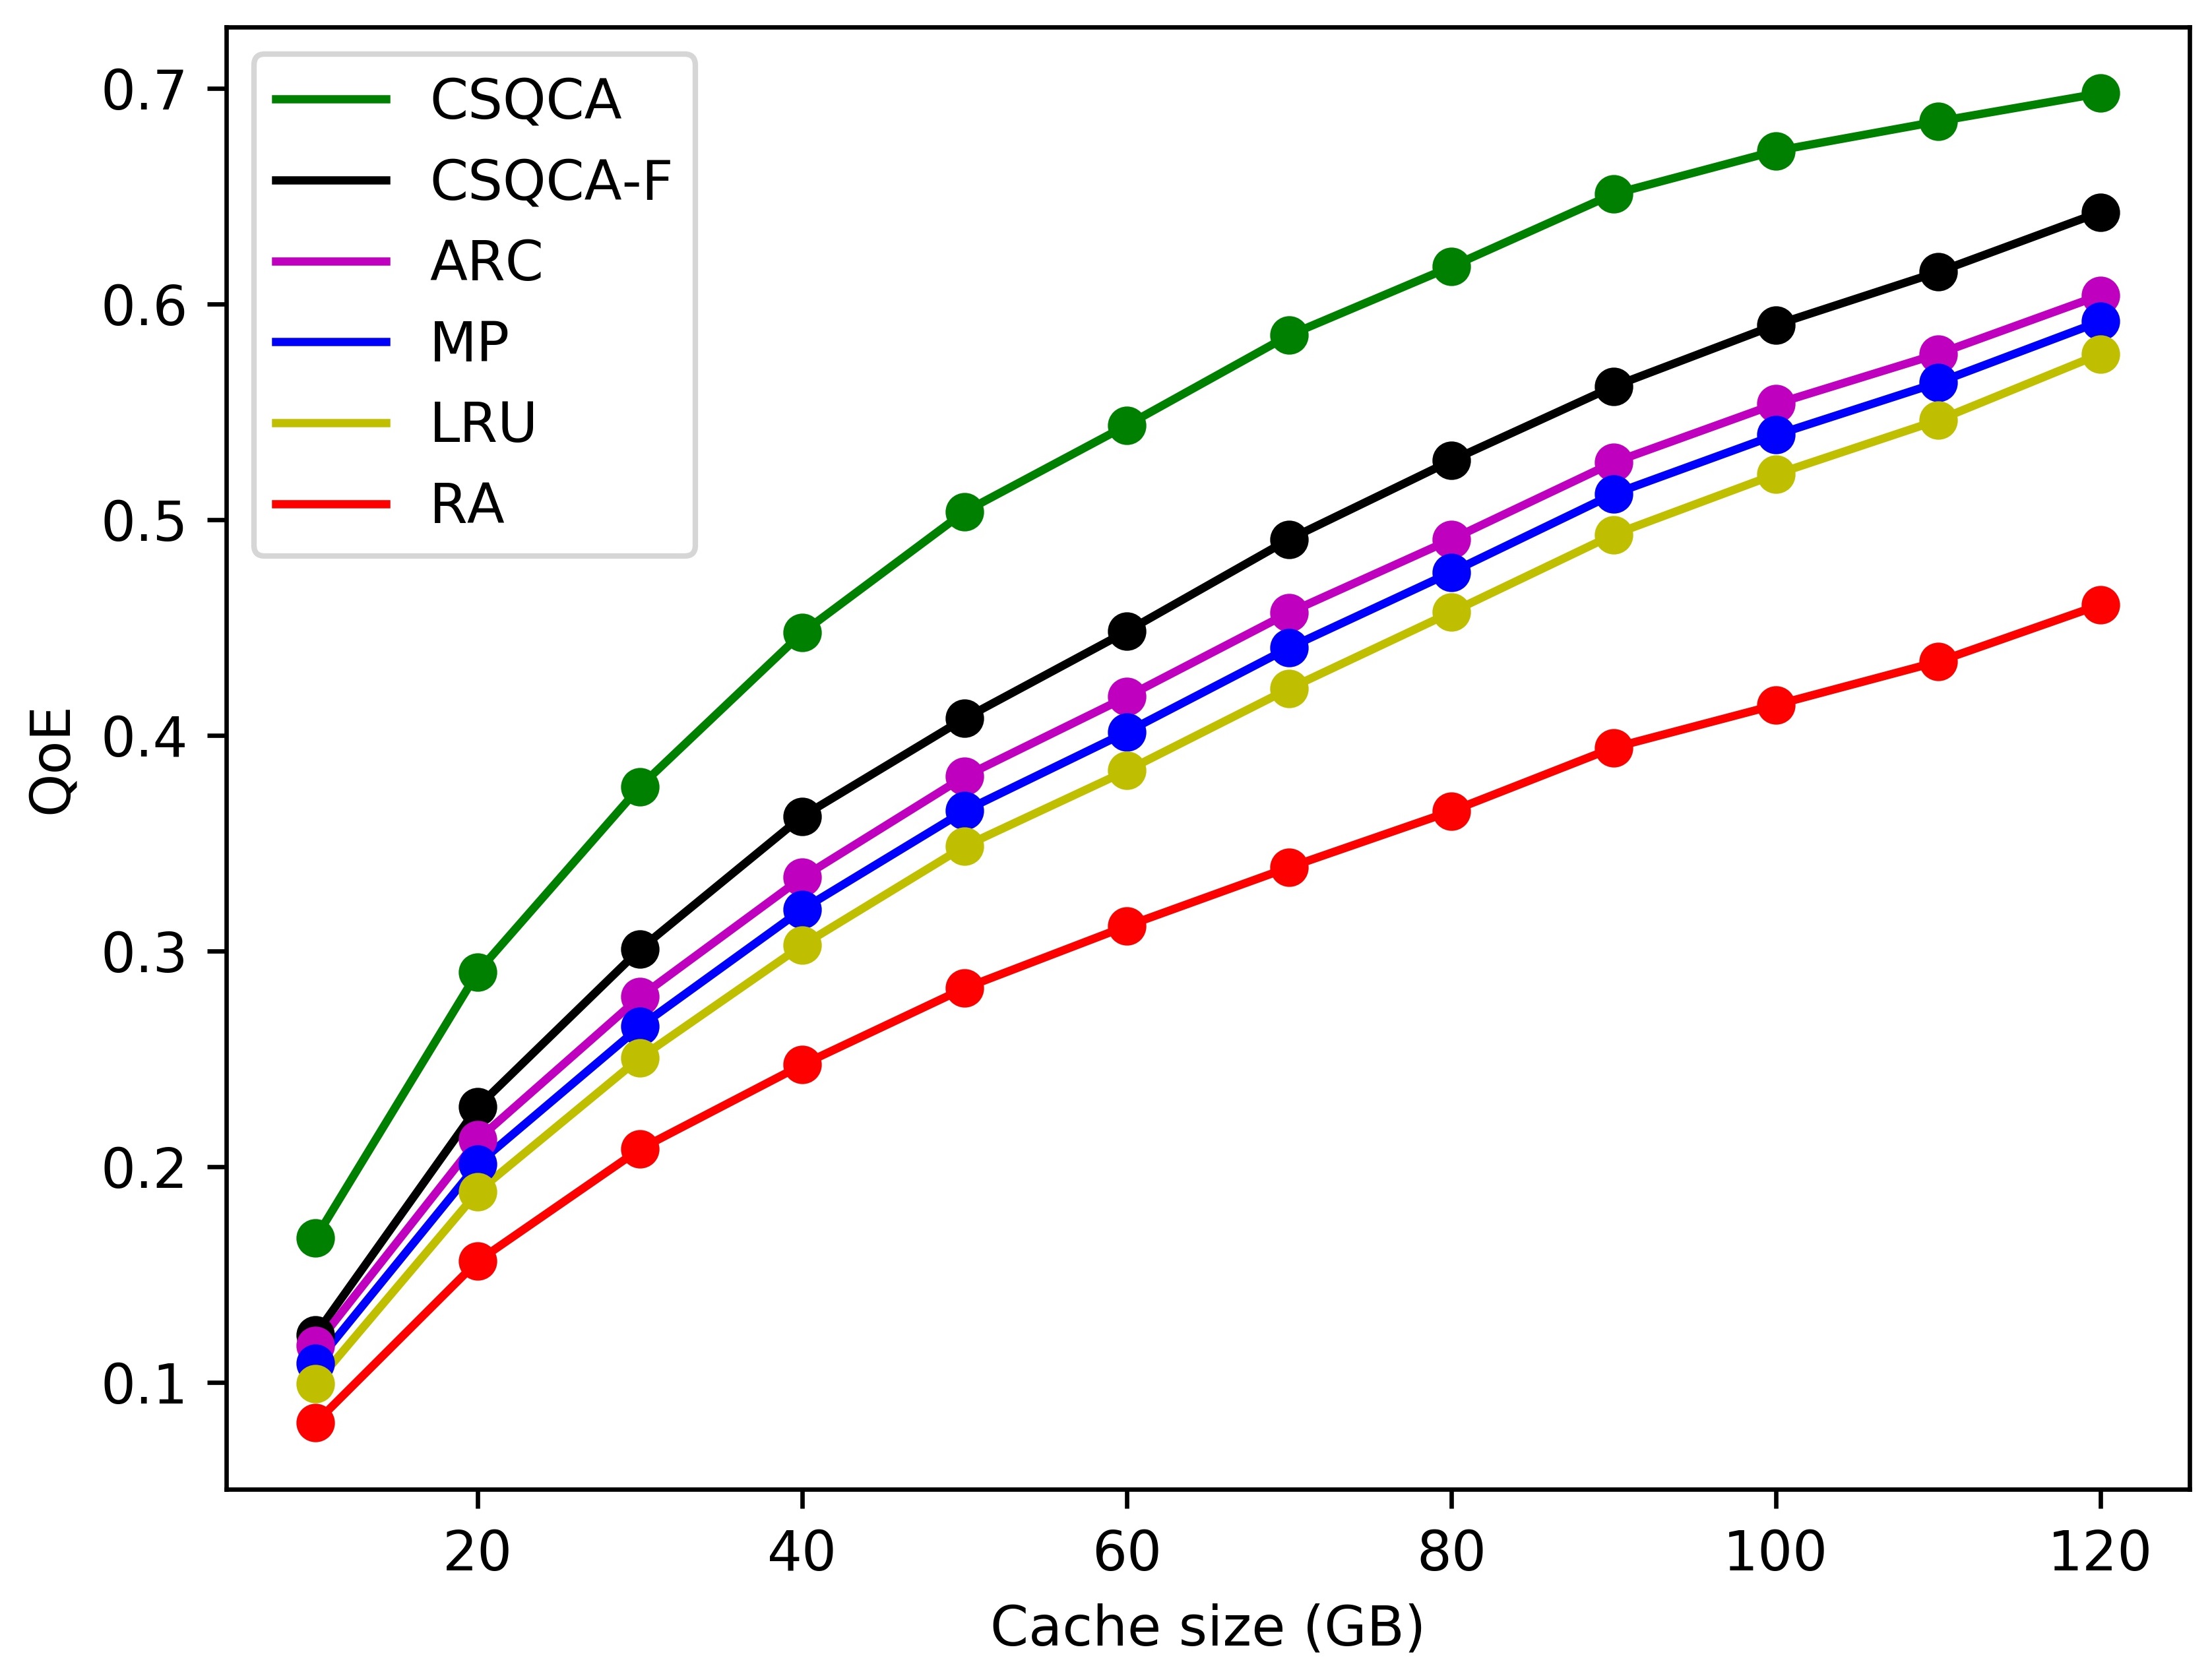 CSQCA
CSQCA-F
ARC
MP
LRU
RA
0.7
0.6
0.5
0.4
0.3
0.2
0.1
QoE
20 40 60 80 100 120
Cache size (GB)